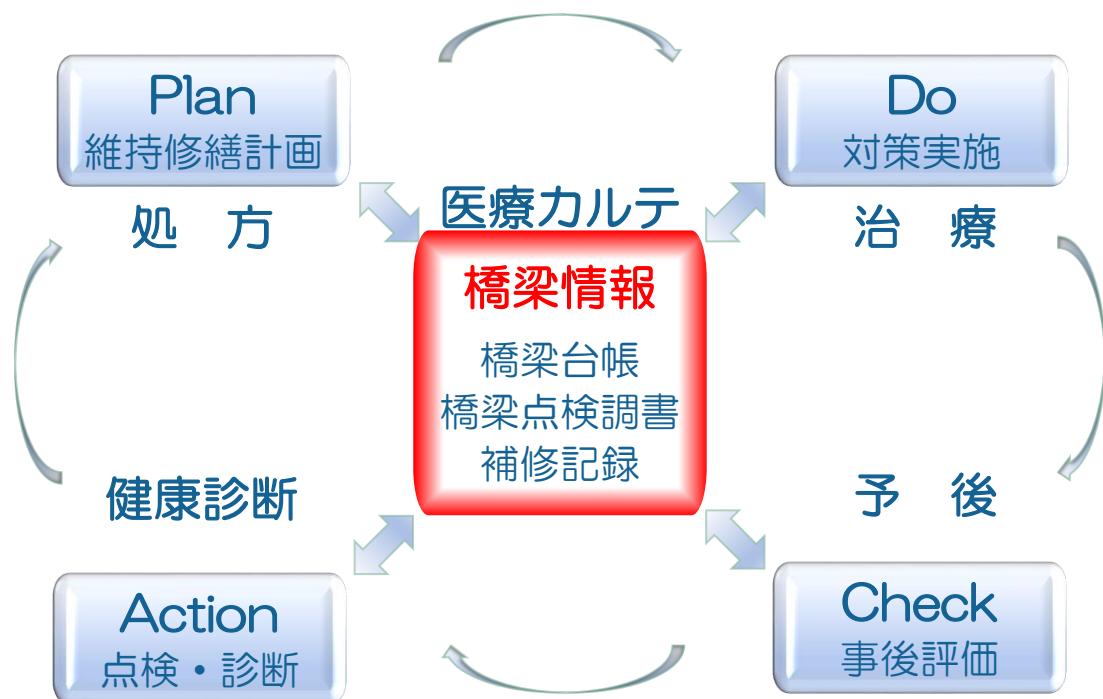 Plan
維持修繕計画
処　方
Do
対策実施
治　療
医療カルテ
橋梁情報
橋梁台帳
橋梁点検調書
補修記録
健康診断
Action
点検・診断
予　後
Check
事後評価